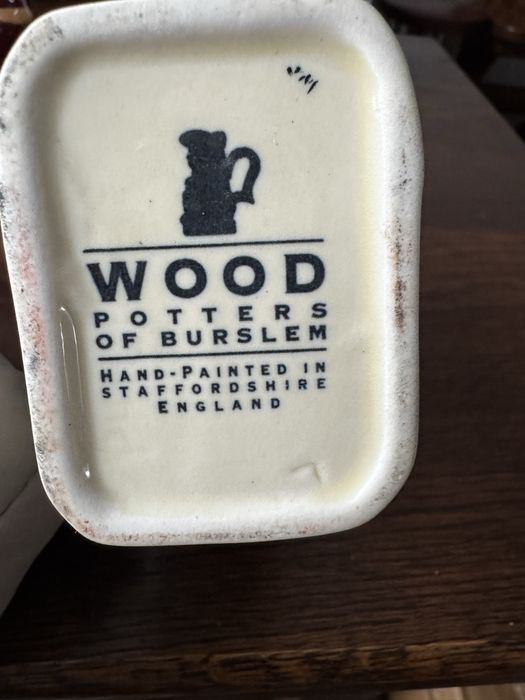 WOOD
POTTERS
OF BURSLEM
HAND-PAINTED IN
STAFFORDSHIRE
ENGLAND